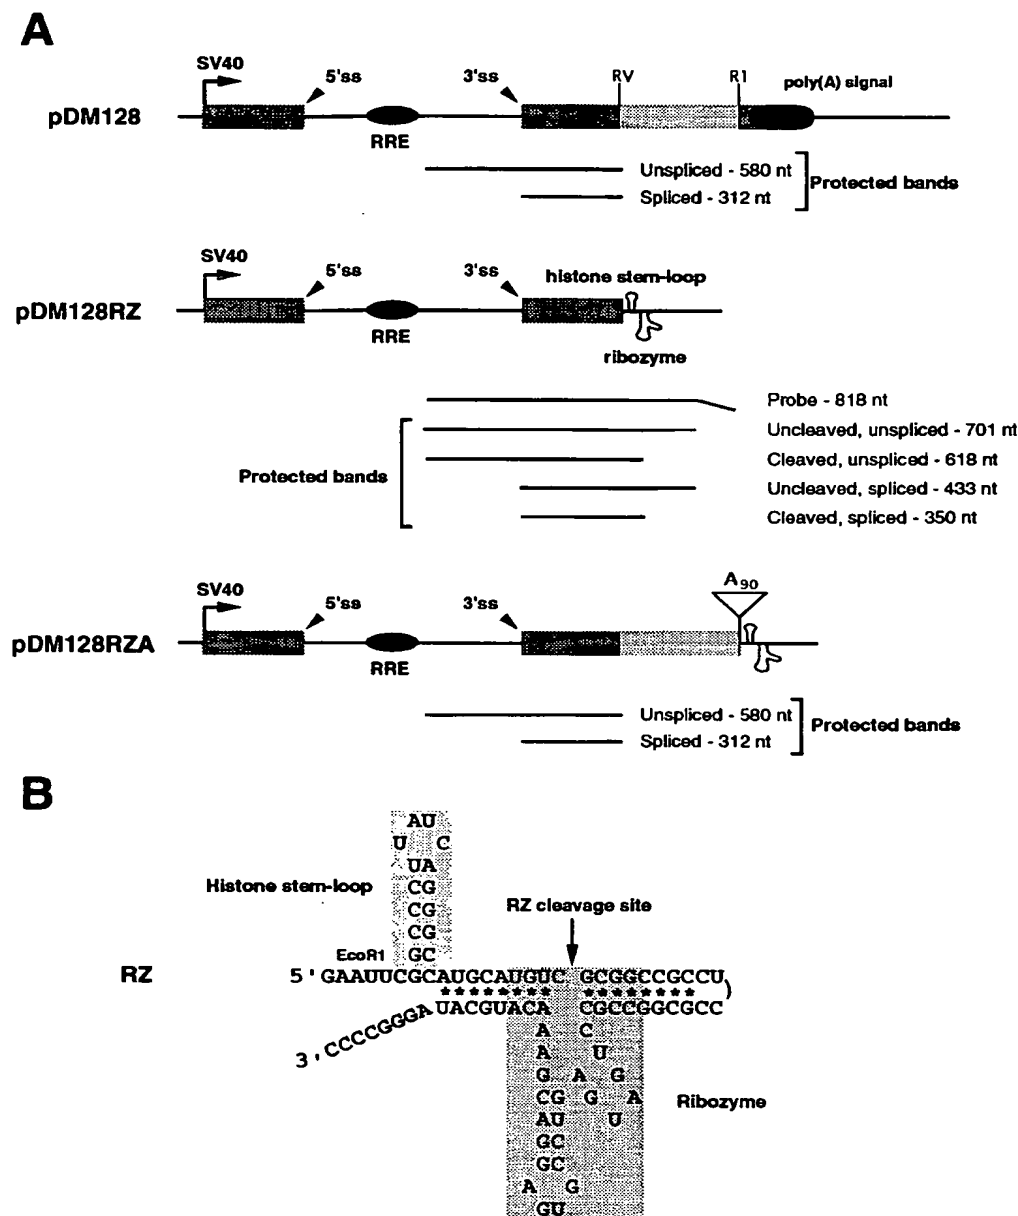 A
SV40 5'ss 3'ss RV R1 poly(A) signal
pDM128
RRE
Unspliced - 580 nt
Spliced - 312 nt
Protected bands
SV40 5'ss 3'ss histone stem-loop
pDM128RZ
RRE
ribozyme
Probe - 818 nt
Uncleaved, unspliced - 701 nt
Cleaved, unspliced - 618 nt
Protected bands
Uncleaved, spliced - 433 nt
Cleaved, spliced - 350 nt
A90
SV40 5'ss 3'ss
pDM128RZA
RRE
Unspliced - 580 nt
Spliced - 312 nt
Protected bands
B
AU
U C
UA
Histone stem-loop
CG
CG
CG
GC
RZ cleavage site
EcoR1
RZ
5'GAAUUCGCAUGCAUGUC GCGGCCGCCU
********* ********
)
UACGUACA CGCCGGCGCC
3'CCCCGGGA
A C
A U
G A G
CG G A
AU U
GC
GC
A G
GU
Ribozyme